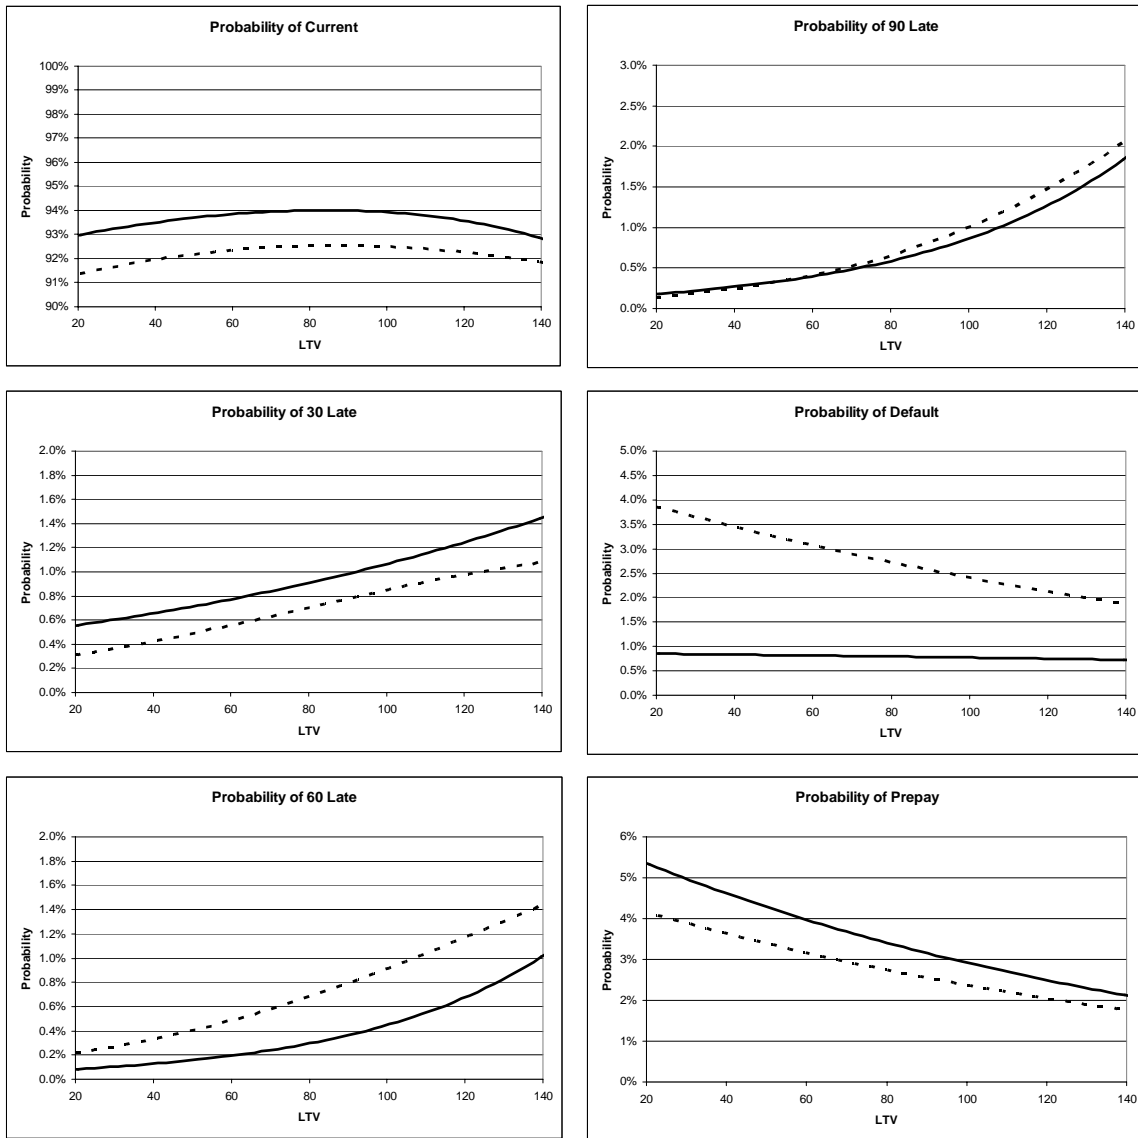 Probability of Current
100%
99%
98%
97%
96%
95%
94%
93%
92%
91%
90%
Probability
20 40 60 80 100 120 140
LTV
Probability of 90 Late
3.0%
2.5%
2.0%
1.5%
1.0%
0.5%
0.0%
Probability
20 40 60 80 100 120 140
LTV
Probability of 30 Late
2.0%
1.8%
1.6%
1.4%
1.2%
1.0%
0.8%
0.6%
0.4%
0.2%
0.0%
Probability
20 40 60 80 100 120 140
LTV
Probability of Default
5.0%
4.5%
4.0%
3.5%
3.0%
2.5%
2.0%
1.5%
1.0%
0.5%
0.0%
Probability
20 40 60 80 100 120 140
LTV
Probability of 60 Late
2.0%
1.8%
1.6%
1.4%
1.2%
1.0%
0.8%
0.6%
0.4%
0.2%
0.0%
Probability
20 40 60 80 100 120 140
LTV
Probability of Prepay
6%
5%
4%
3%
2%
1%
0%
Probability
20 40 60 80 100 120 140
LTV